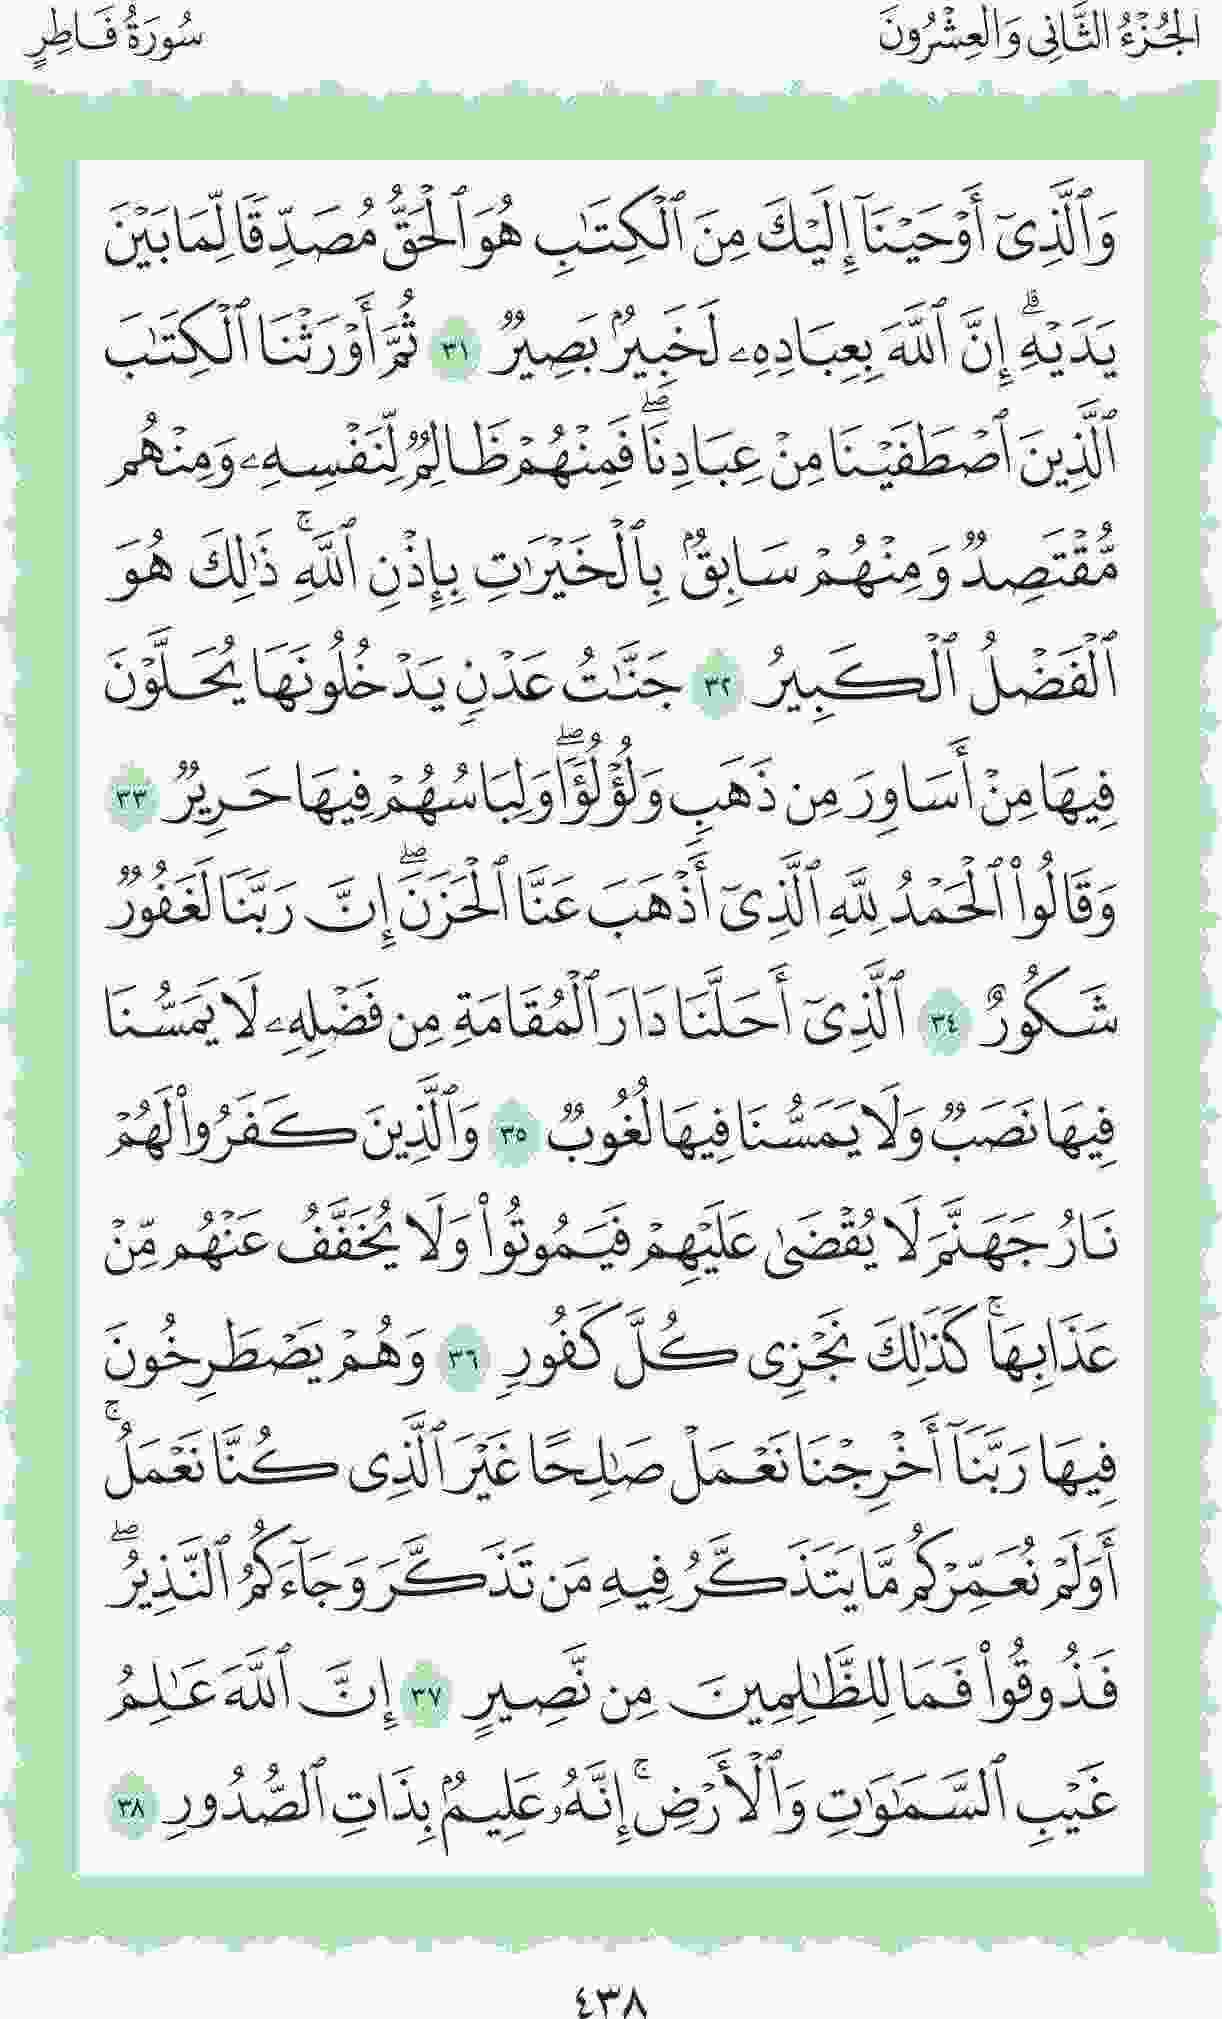 الجُزْءُ الثَّانِي وَالعِشْرُونَ
سُورَةُ فَاطِرٍ
وَٱلَّذِىٓ أَوۡحَيۡنَآ إِلَيۡكَ مِنَ ٱلۡكِتَٰبِ هُوَ ٱلۡحَقُّ مُصَدِّقٗا لِّمَا بَيۡنَ
يَدَيۡهِۗ إِنَّ ٱللَّهَ بِعِبَادِهِۦ لَخَبِيرُۢ بَصِيرٞ ٣١ ثُمَّ أَوۡرَثۡنَا ٱلۡكِتَٰبَ
ٱلَّذِينَ ٱصۡطَفَيۡنَا مِنۡ عِبَادِنَاۖ فَمِنۡهُمۡ ظَالِمٞ لِّنَفۡسِهِۦ وَمِنۡهُم
مُّقۡتَصِدٞ وَمِنۡهُمۡ سَابِقُۢ بِٱلۡخَيۡرَٰتِ بِإِذۡنِ ٱللَّهِۚ ذَٰلِكَ هُوَ
ٱلۡفَضۡلُ ٱلۡكَبِيرُ ٣٢ جَنَّٰتُ عَدۡنٖ يَدۡخُلُونَهَا يُحَلَّوۡنَ
فِيهَا مِنۡ أَسَاوِرَ مِن ذَهَبٖ وَلُؤۡلُؤٗاۖ وَلِبَاسُهُمۡ فِيهَا حَرِيرٞ ٣٣
وَقَالُواْ ٱلۡحَمۡدُ لِلَّهِ ٱلَّذِىٓ أَذۡهَبَ عَنَّا ٱلۡحَزَنَۖ إِنَّ رَبَّنَا لَغَفُورٞ
شَكُورٌ ٣٤ ٱلَّذِىٓ أَحَلَّنَا دَارَ ٱلۡمُقَامَةِ مِن فَضۡلِهِۦ لَا يَمَسُّنَا
فِيهَا نَصَبٞ وَلَا يَمَسُّنَا فِيهَا لُغُوبٞ ٣٥ وَٱلَّذِينَ كَفَرُواْ لَهُمۡ
نَارُ جَهَنَّمَ لَا يُقۡضَىٰ عَلَيۡهِمۡ فَيَمُوتُواْ وَلَا يُخَفَّفُ عَنۡهُم مِّنۡ
عَذَابِهَاۚ كَذَٰلِكَ نَجۡزِى كُلَّ كَفُورٖ ٣٦ وَهُمۡ يَصۡطَرِخُونَ
فِيهَا رَبَّنَآ أَخۡرِجۡنَا نَعۡمَلۡ صَٰلِحًا غَيۡرَ ٱلَّذِى كُنَّا نَعۡمَلُۚ
أَوَلَمۡ نُعَمِّرۡكُم مَّا يَتَذَكَّرُ فِيهِ مَن تَذَكَّرَ وَجَآءَكُمُ ٱلنَّذِيرُۖ
فَذُوقُواْ فَمَا لِلظَّٰلِمِينَ مِن نَّصِيرٍ ٣٧ إِنَّ ٱللَّهَ عَٰلِمُ
غَيۡبِ ٱلسَّمَٰوَٰتِ وَٱلۡأَرۡضِۚ إِنَّهُۥ عَلِيمُۢ بِذَاتِ ٱلصُّدُورِ ٣٨
٤٣٨